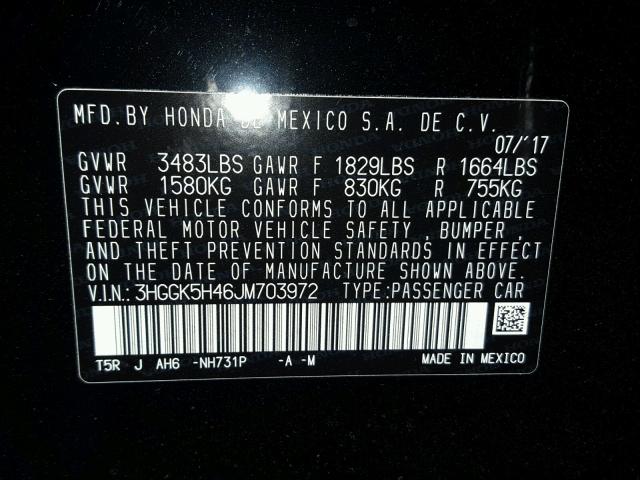 MFD.BY HONDA DE MEXICO S.A. DE C.V.
07/'17
GVWR 3483LBS GAWR F 1829LBS R 1664LBS
GVWR 1580KG GAWR F 830KG R 755KG
THIS VEHICLE CONFORMS TO ALL APPLICABLE
FEDERAL MOTOR VEHICLE SAFETY , BUMPER ,
AND THEFT PREVENTION STANDARDS IN EFFECT
ON THE DATE OF MANUFACTURE SHOWN ABOVE.
V.I.N.: 3HGGK5H46JM703972 TYPE:PASSENGER CAR
T5R J AH6 -NH731P -A -M MADE IN MEXICO